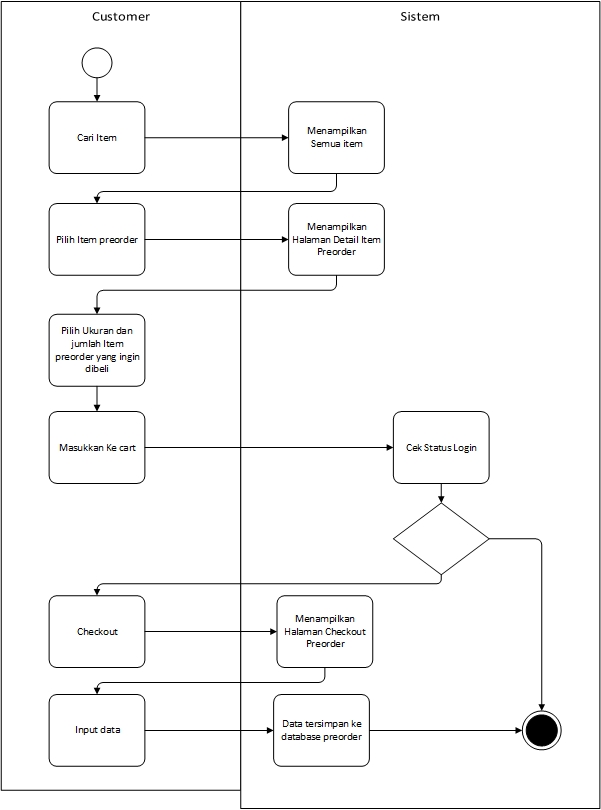 Customer
Sistem
Cari Item
Menampilkan
Semua item
Pilih Item preorder
Menampilkan
Halaman Detail Item
Preorder
Pilih Ukuran dan
jumlah Item
preorder yang ingin
dibeli
Masukkan Ke cart
Cek Status Login
Checkout
Menampilkan
Halaman Checkout
Preorder
Input data
Data tersimpan ke
database preorder